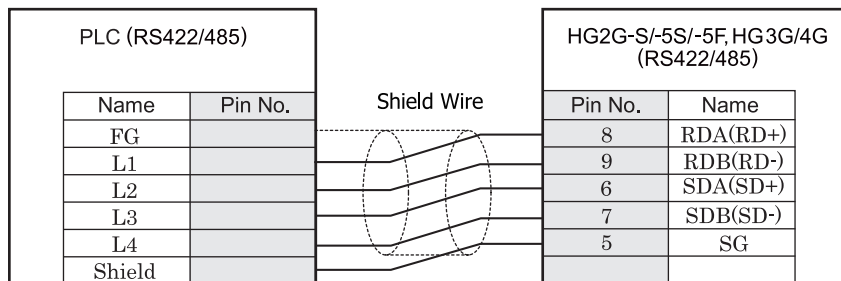 PLC (RS422/485)
HG2G-S/-5S/-5F, HG3G/4G
(RS422/485)
Name Pin No.
Shield Wire
Pin No. Name
FG
L1
L2
L3
L4
Shield
8 RDA(RD+)
9 RDB(RD-)
6 SDA(SD+)
7 SDB(SD-)
5 SG